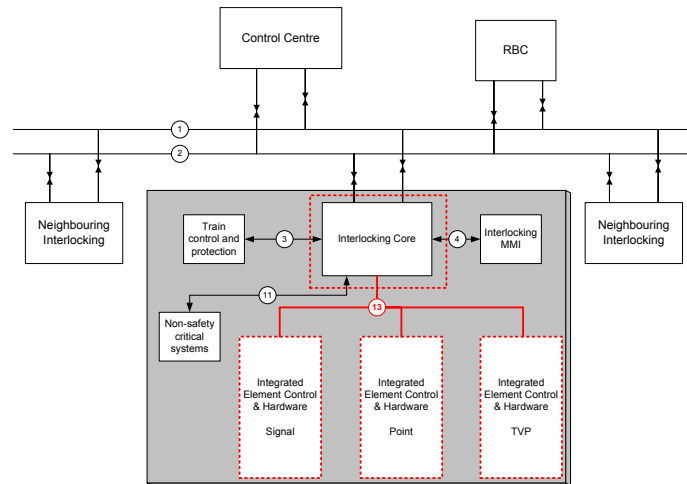 Control Centre
RBC
1
2
Neighbouring
Interlocking
Train
control and
protection
3
Interlocking Core
4
Interlocking
MMI
Neighbouring
Interlocking
11
13
Non-safety
critical
systems
Integrated
Element Control
& Hardware
Signal
Integrated
Element Control
& Hardware
Point
Integrated
Element Control
& Hardware
TVP